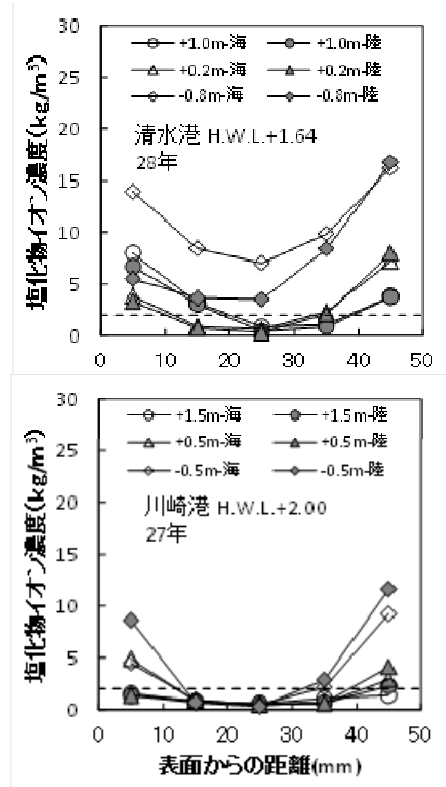 塩化物イオン濃度(kg/m³)
30
25
20
15
10
5
0
+1.0m-海 +1.0m-陸
+0.2m-海 +0.2m-陸
-0.8m-海 -0.8m-陸
清水港 H.W.L.+1.64
28年
0 10 20 30 40 50
塩化物イオン濃度(kg/m³)
30
25
20
15
10
5
0
+1.5m-海 +1.5m-陸
+0.5m-海 +0.5m-陸
-0.5m-海 -0.5m-陸
川崎港 H.W.L.+2.00
27年
0 10 20 30 40 50
表面からの距離(mm)